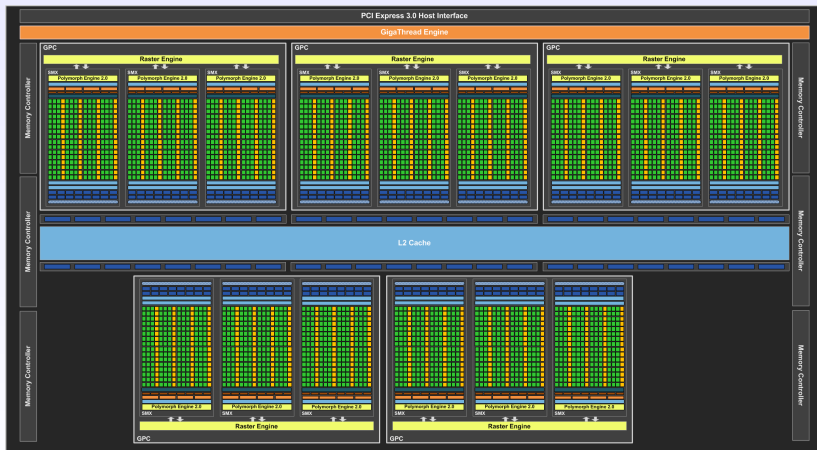 PCI Express 3.0 Host Interface
GigaThread Engine
GPC
GPC
GPC
Raster Engine
Raster Engine
Raster Engine
SMX
SMX
SMX
SMX
SMX
SMX
SMX
SMX
SMX
Polymorph Engine 2.0
Polymorph Engine 2.0
Polymorph Engine 2.0
Polymorph Engine 2.0
Polymorph Engine 2.0
Polymorph Engine 2.0
Polymorph Engine 2.0
Polymorph Engine 2.0
Polymorph Engine 2.0
Memory Controller
Memory Controller
L2 Cache
Memory Controller
Memory Controller
Memory Controller
Memory Controller
Polymorph Engine 2.0
Polymorph Engine 2.0
Polymorph Engine 2.0
Polymorph Engine 2.0
Polymorph Engine 2.0
Polymorph Engine 2.0
SMX
SMX
SMX
SMX
SMX
SMX
Raster Engine
Raster Engine
GPC
GPC